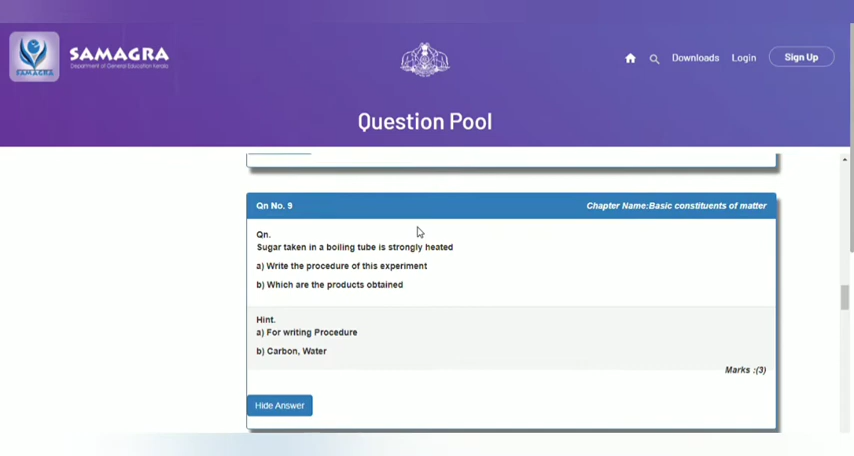 SAMAGRA
Department of General Education Kerala
SAMAGRA
Downloads
Login
Sign Up
Question Pool
Qn No. 9
Chapter Name:Basic constituents of matter
Qn.
Sugar taken in a boiling tube is strongly heated
a) Write the procedure of this experiment
b) Which are the products obtained
Hint.
a) For writing Procedure
b) Carbon, Water
Marks :(3)
Hide Answer